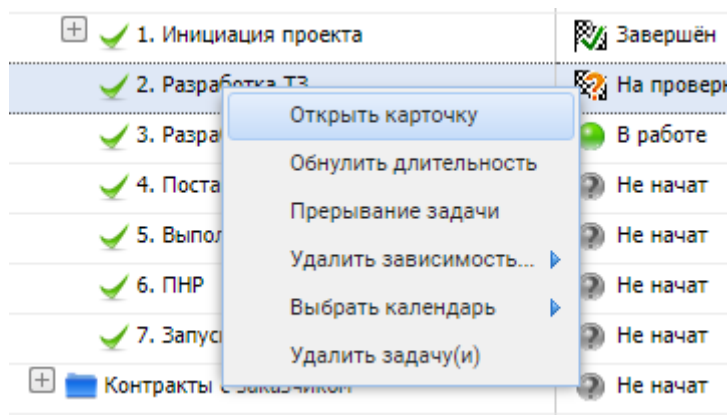 1. Инициация проекта Завершён
2. Разработка ТЗ На проверк
Открыть карточку
3. Разра В работе
Обнулить длительность
4. Поста Не начат
Прерывание задачи
5. Выпол Не начат
Удалить зависимость...
6. ПНР Не начат
Выбрать календарь
7. Запус Не начат
Удалить задачу(и)
Контракты с заказчиком Не начат